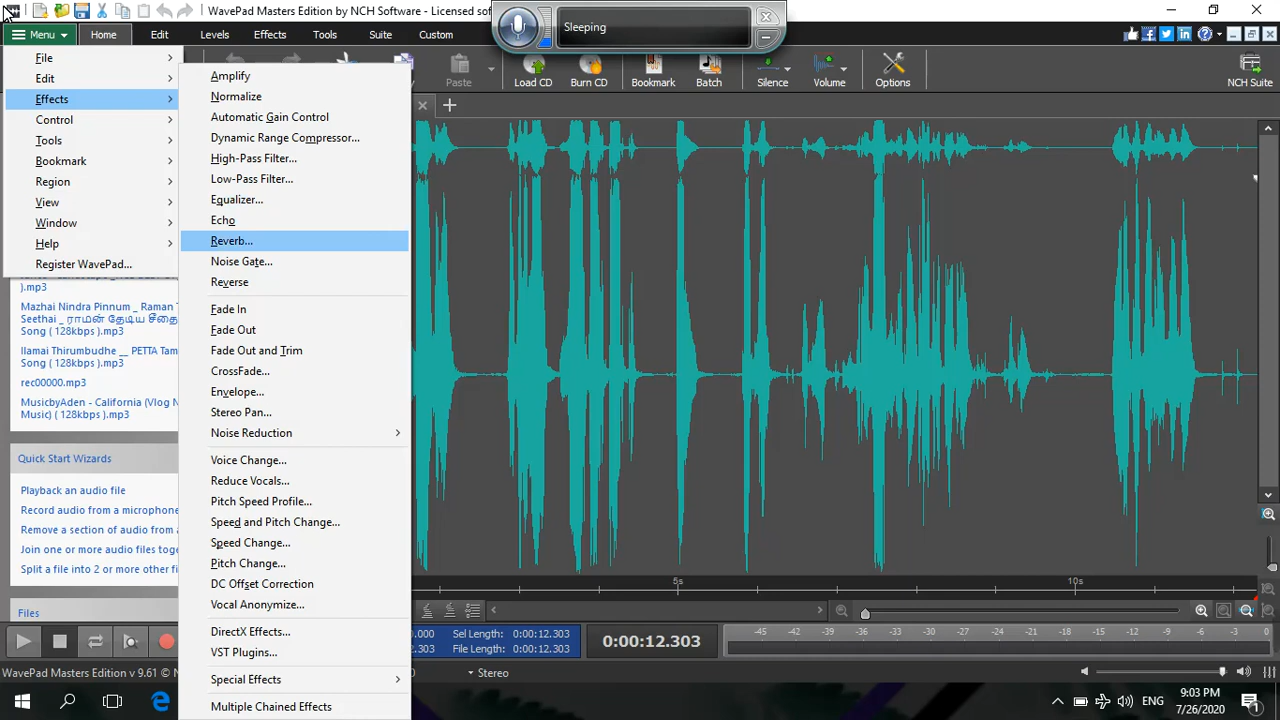 WavePad Masters Edition by NCH Software - Licensed sof
Sleeping
Menu
Home
Edit
Levels
Effects
Tools
Suite
Custom
Paste
Load CD
Burn CD
Bookmark
Batch
Silence
Volume
Options
NCH Suite
File
Edit
Effects
Control
Tools
Bookmark
Region
View
Window
Help
Register WavePad...
Amplify
Normalize
Automatic Gain Control
Dynamic Range Compressor...
High-Pass Filter...
Low-Pass Filter...
Equalizer...
Echo
Reverb...
Noise Gate...
Reverse
Fade In
Fade Out
Fade Out and Trim
CrossFade...
Envelope...
Stereo Pan...
Noise Reduction
Voice Change...
Reduce Vocals...
Pitch Speed Profile...
Speed and Pitch Change...
Speed Change...
Pitch Change...
DC Offset Correction
Vocal Anonymize...
DirectX Effects...
VST Plugins...
Special Effects
Multiple Chained Effects
).mp3
Mazhai Nindra Pinnum _ Raman T
Seethai _ ராமன் தேடிய சீதை
Song ( 128kbps ).mp3
Ilamai Thirumbudhe __ PETTA Tam
Song ( 128kbps ).mp3
rec00000.mp3
MusicbyAden - California (Vlog N
Music) ( 128kbps ).mp3
Quick Start Wizards
Playback an audio file
Record audio from a microphone
Remove a section of audio from a
Join one or more audio files toge
Split a file into 2 or more other fi
Files
5s
10s
0.000
Sel Length: 0:00:12.303
2.303
File Length: 0:00:12.303
0:00:12.303
-45 -42 -39 -36 -33 -30 -27 -24 -21 -18 -15 -12 -9 -6 -3 0
WavePad Masters Edition v 9.61 © N
0
Stereo
ENG
9:03 PM
7/26/2020
1